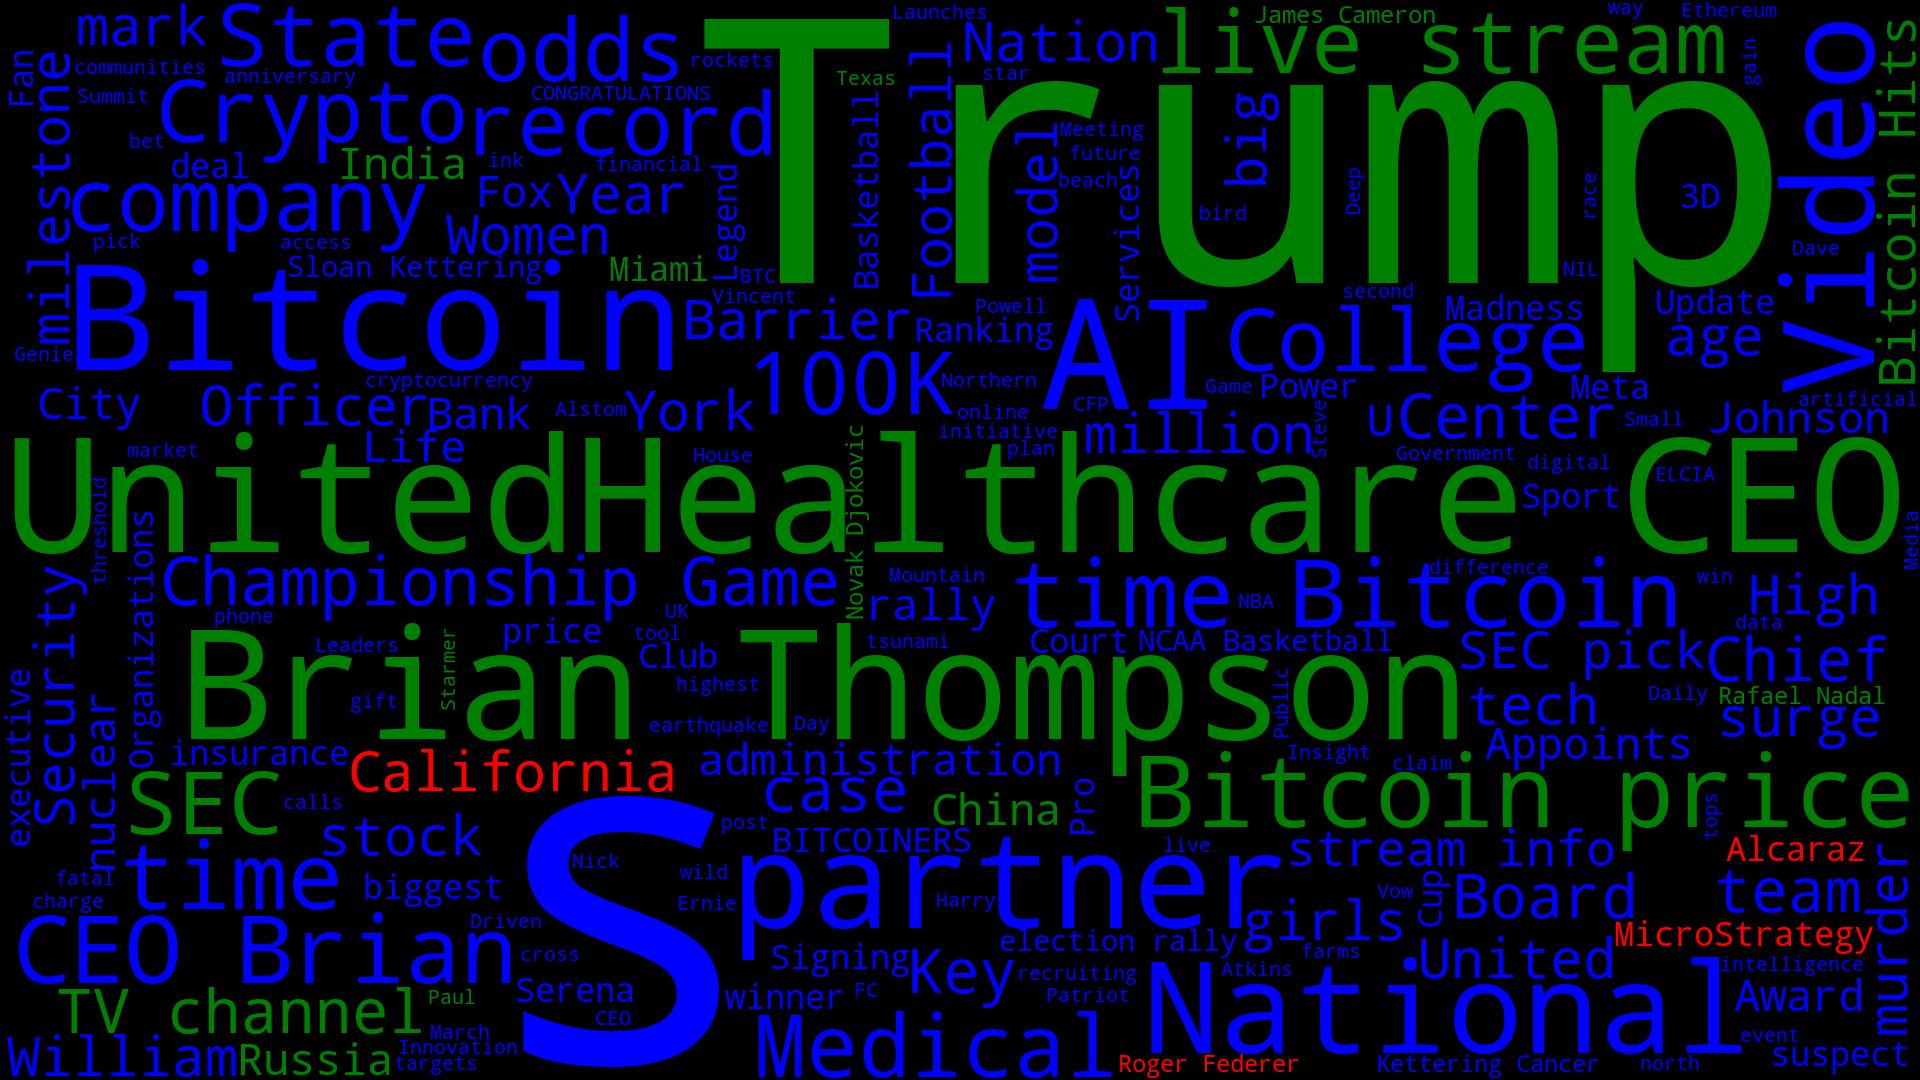 Launches James Cameron way Ethereum
mark State odds Trump Nation live stream Video
Fan communities anniversary rockets Texas star gain Bitcoin Hits
Summit Crypto CONGRATULATIONS record Basketball Football Meeting big
milestone bet deal India ink financial model future
company Fox Year Legend beach Services Deep race 3D
pick access Women bird Dave
Sloan Kettering Miami BTC NIL
Bitcoin Vincent Powell second Madness Update
Genie Barrier Ranking AI College age
cryptocurrency 100K Northern Game Power Meta artificial
City Officer Bank Alstom York online CFP u Center Small Johnson
market Life House initiative plan million Steve Government digital ELCIA
UnitedHealthcare CEO
threshold Organizations Novak Djokovic Sport Media
Championship Game Mountain time Bitcoin difference win High
phone UK rally NBA data
Security Leaders Starmer price tool Club tsunami Court NCAA Basketball SEC pick Chief
Brian Thompson
executive nuclear gift highest Public tech Daily Rafael Nadal
earthquake Day surge
insurance California administration Insight claim Appoints
SEC calls case China Pro Bitcoin price tops
stock post BITCOINERS live stream info Alcaraz
time biggest S Nick wild partner Vow Cup Board team murder
fatal charge Ernie Harry girls
CEO Brian Driven cross Signing election rally farms United MicroStrategy
Key recruiting Atkins intelligence
TV channel Paul Serena winner FC Patriot National Award
March CEO event
William Russia Innovation targets Medical Roger Federer Kettering Cancer north suspect